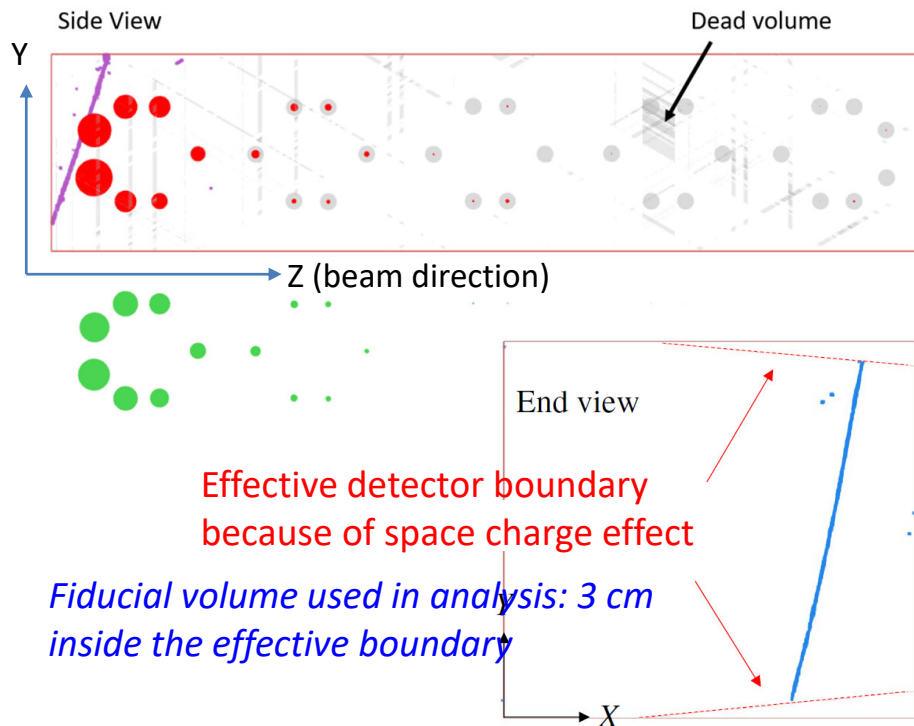 Side View
Dead volume
Y
Z (beam direction)
End view
Effective detector boundary
because of space charge effect
Fiducial volume used in analysis: 3 cm
inside the effective boundary
Y
X